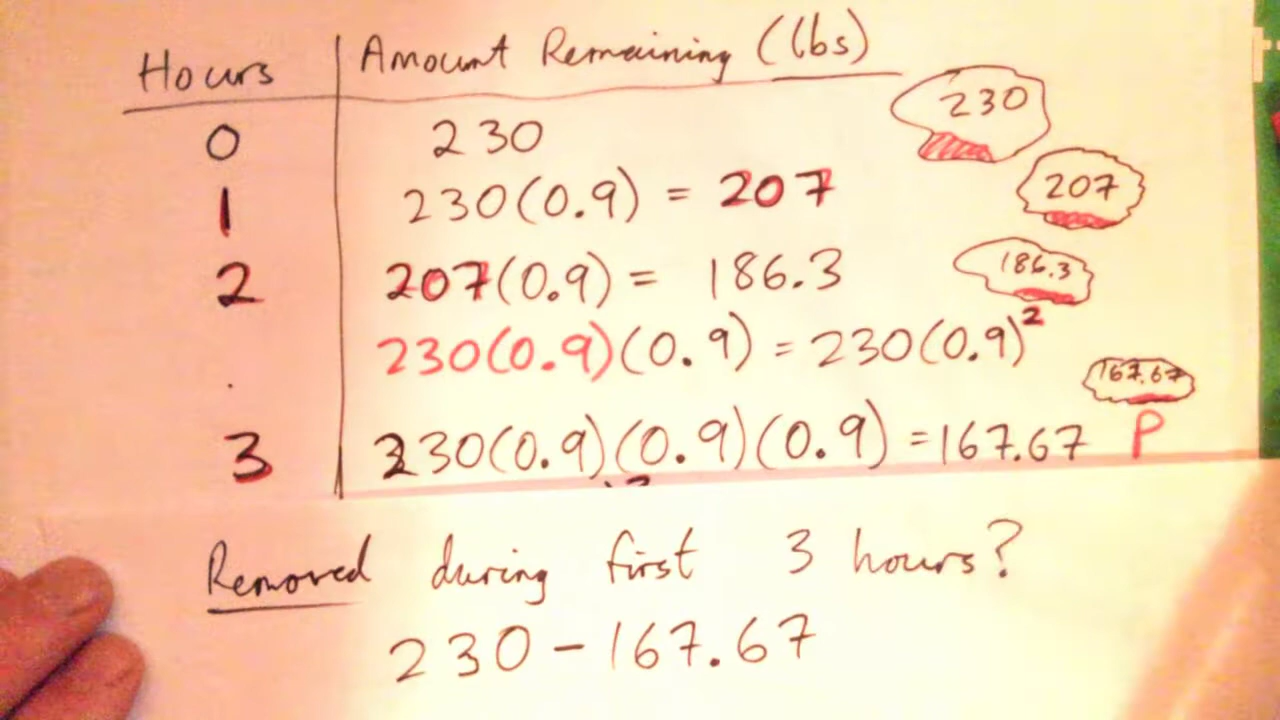 Hours Amount Remaining (lbs)
0 230 230
1 230(0.9) = 207 207
2 207(0.9) = 186.3 186.3
230(0.9)(0.9) = 230(0.9)²
167.67
3 230(0.9)(0.9)(0.9) = 167.67 P
Removed during first 3 hours?
230 - 167.67